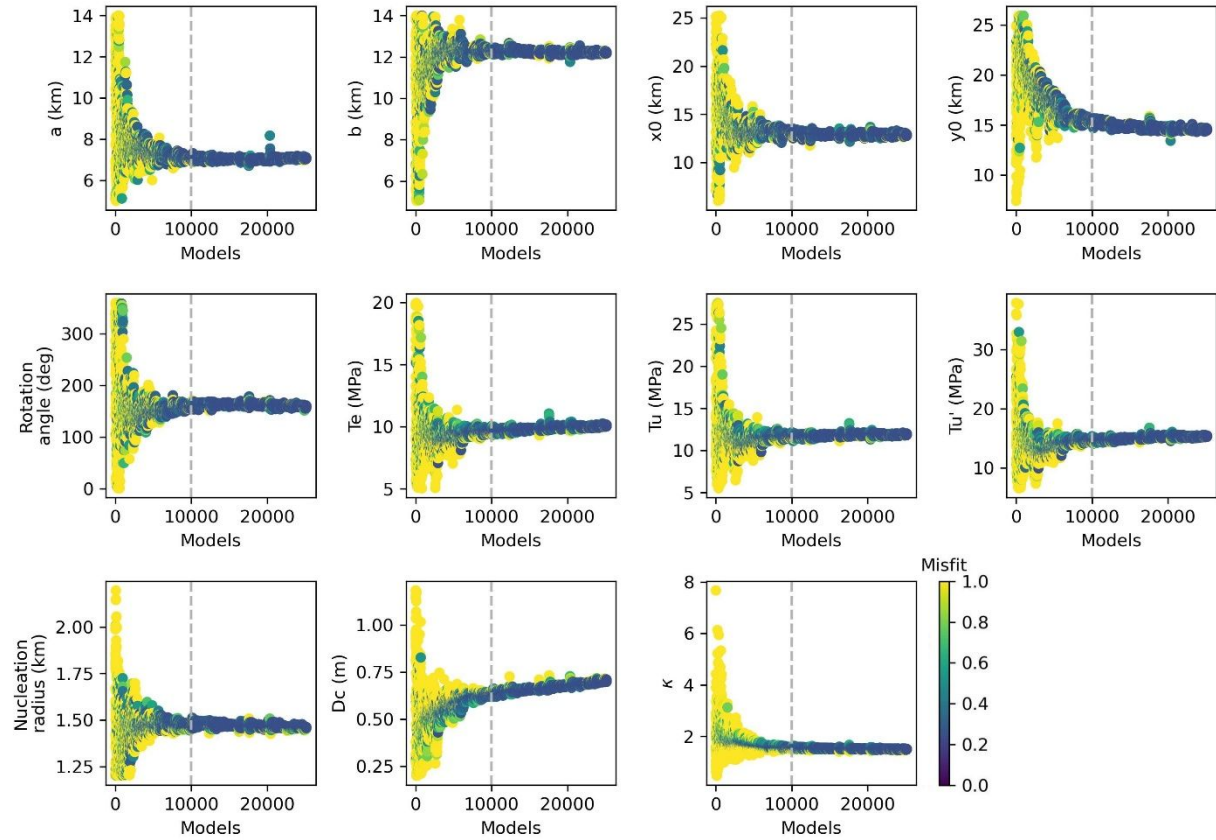 14
12
10
8
6
a (km)
0 10000 20000
Models
14
12
10
8
6
b (km)
0 10000 20000
Models
25
20
15
10
x0 (km)
0 10000 20000
Models
25
20
15
10
y0 (km)
0 10000 20000
Models
300
200
100
0
Rotation
angle (deg)
0 10000 20000
Models
20
15
10
5
Te (MPa)
0 10000 20000
Models
25
20
15
10
5
Tu (MPa)
0 10000 20000
Models
30
20
10
Tu' (MPa)
0 10000 20000
Models
2.00
1.75
1.50
1.25
Nucleation
radius (km)
0 10000 20000
Models
1.00
0.75
0.50
0.25
Dc (m)
0 10000 20000
Models
8
6
4
2
κ
0 10000 20000
Models
Misfit
1.0
0.8
0.6
0.4
0.2
0.0